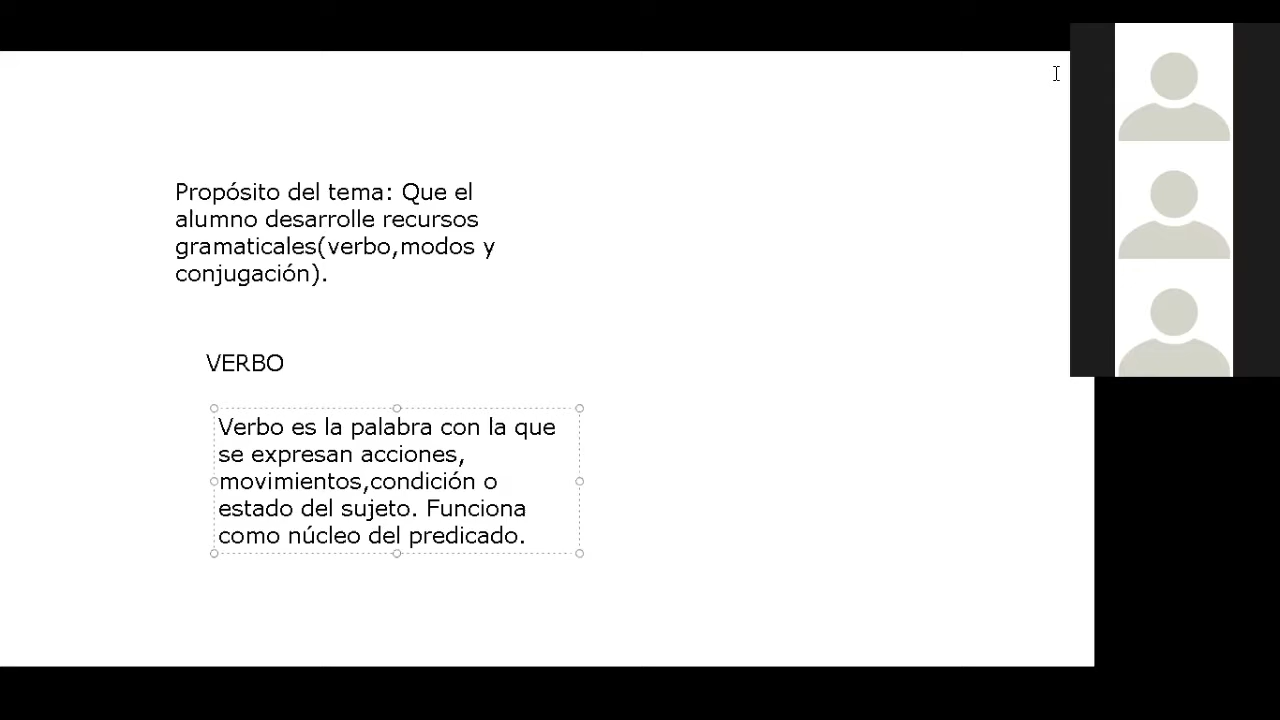 Propósito del tema: Que el
alumno desarrolle recursos
gramaticales(verbo,modos y
conjugación).
VERBO
Verbo es la palabra con la que
se expresan acciones,
movimientos,condición o
estado del sujeto. Funciona
como núcleo del predicado.